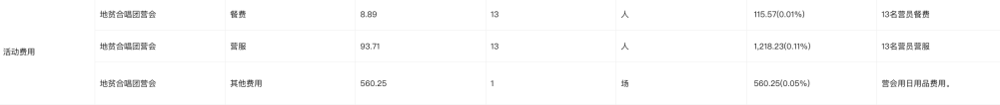 地贫合唱团营会 餐费 8.89 13 人 115.57(0.01%) 13名营员餐费
活动费用 地贫合唱团营会 营服 93.71 13 人 1,218.23(0.11%) 13名营员营服
地贫合唱团营会 其他费用 560.25 1 场 560.25(0.05%) 营会用日用品费用。